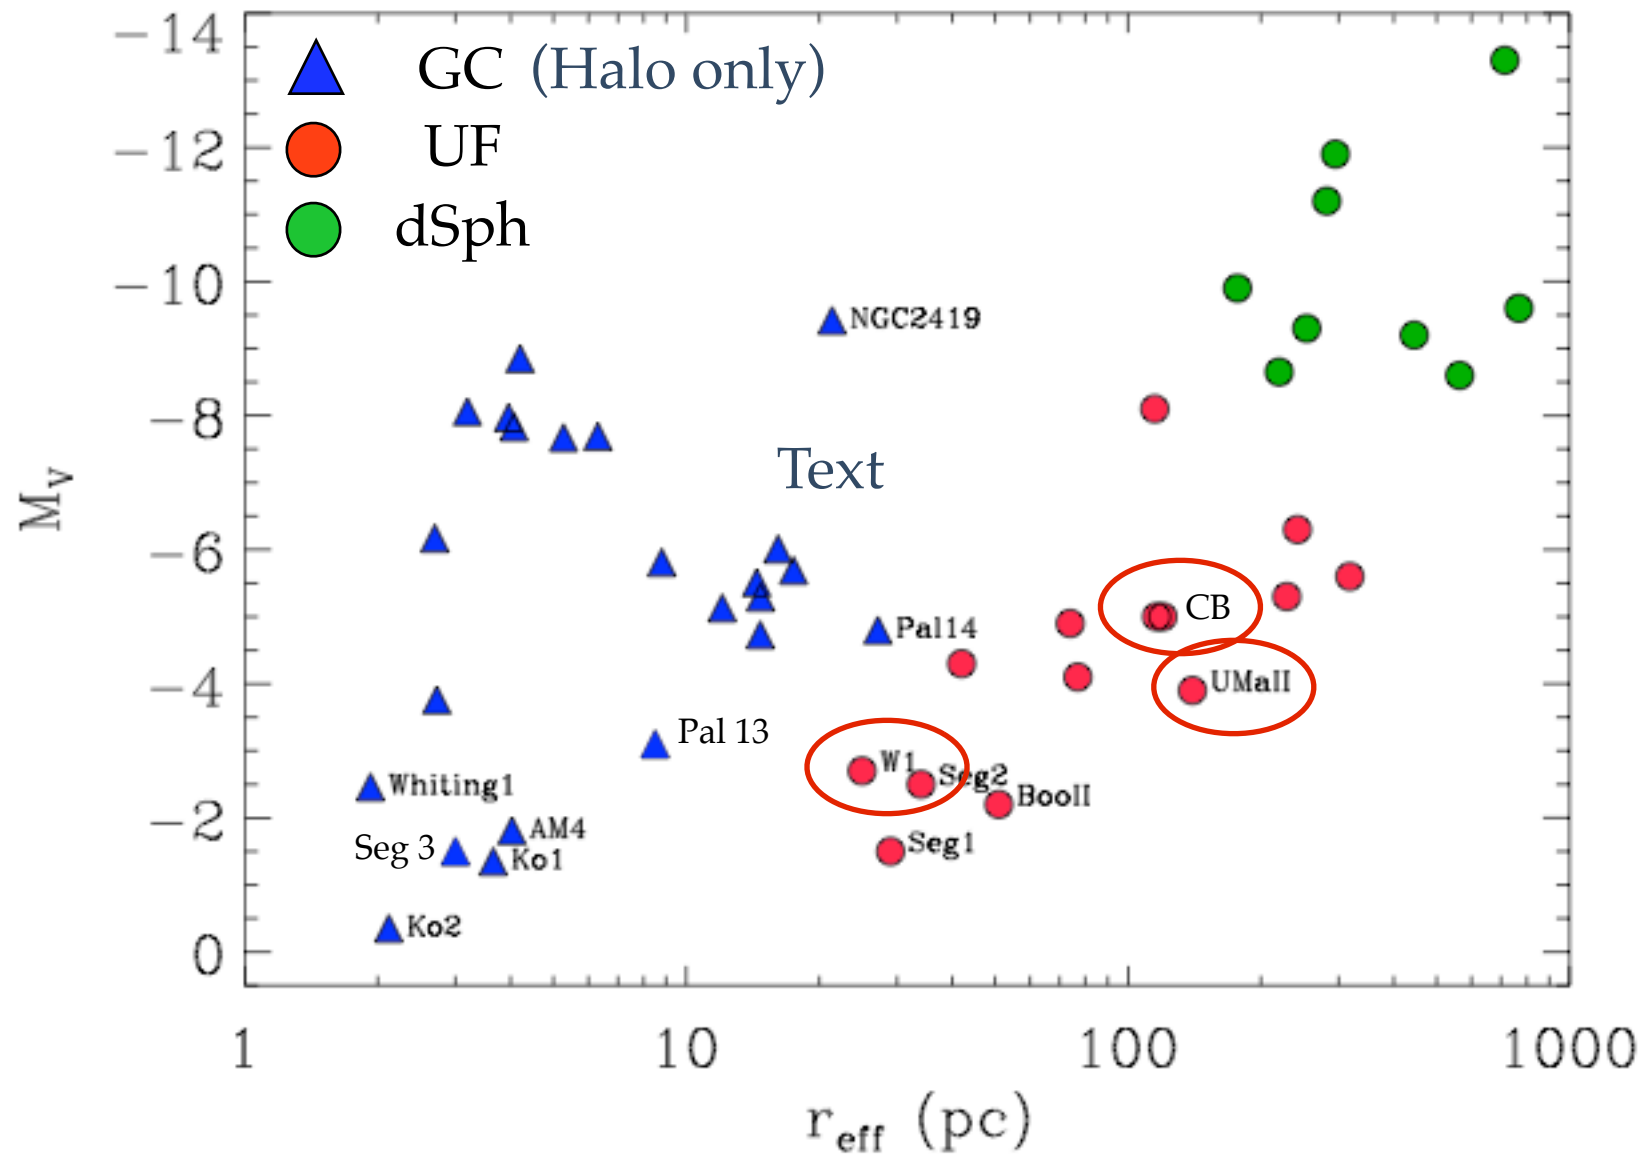 −14
GC (Halo only)
UF
−12
dSph
−10
NGC2419
−8
Text
M_V
−6
CB
Pal14
−4
UMaII
Pal 13
W1
Seg2
Whiting1
BooII
−2
AM4
Seg 3
Ko1
Seg1
Ko2
0
1 10 100 1000
r_eff (pc)